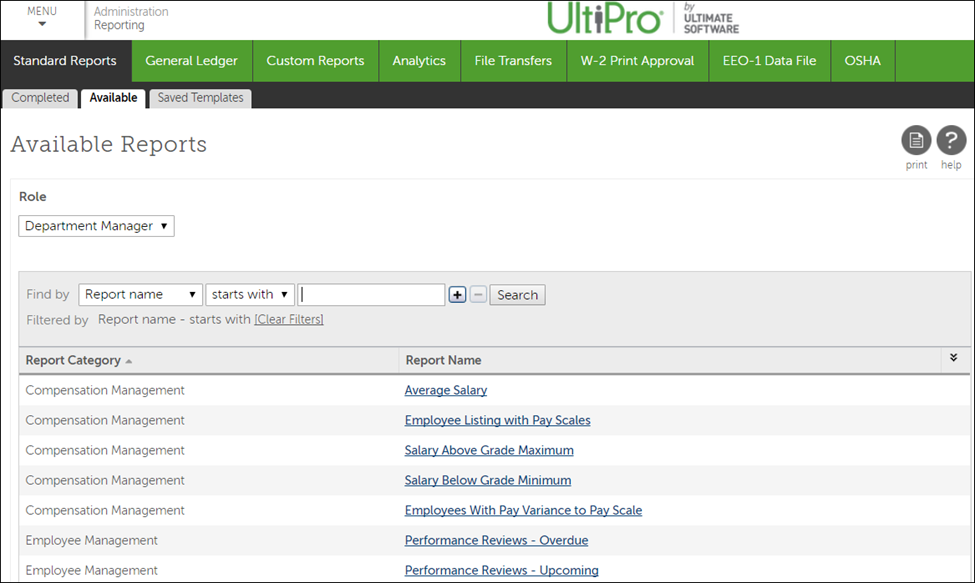 MENU
Administration
Reporting
UltiPro® by ULTIMATE SOFTWARE
Standard Reports General Ledger Custom Reports Analytics File Transfers W-2 Print Approval EEO-1 Data File OSHA
Completed Available Saved Templates
Available Reports
print help
Role
Department Manager
Find by Report name starts with Search
Filtered by Report name - starts with [Clear Filters]
Report Category Report Name
Compensation Management Average Salary
Compensation Management Employee Listing with Pay Scales
Compensation Management Salary Above Grade Maximum
Compensation Management Salary Below Grade Minimum
Compensation Management Employees With Pay Variance to Pay Scale
Employee Management Performance Reviews - Overdue
Employee Management Performance Reviews - Upcoming